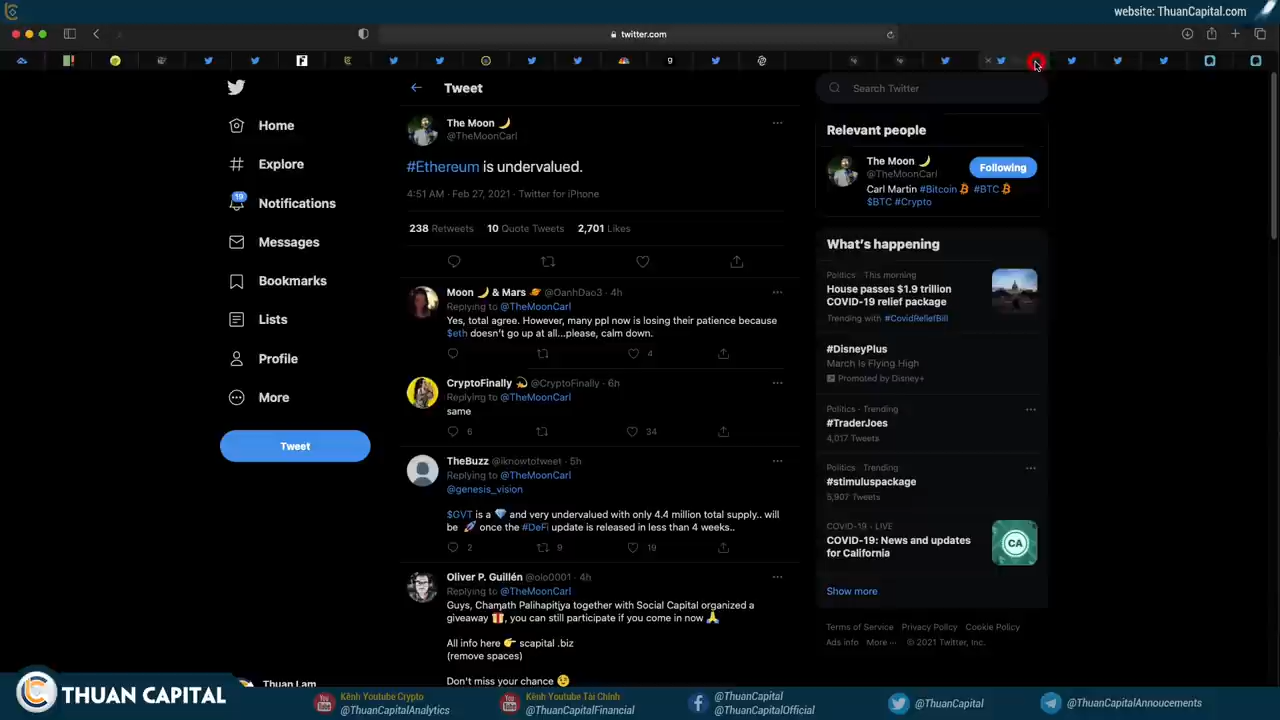 website: ThuanCapital.com
twitter.com
Home
Explore
19
Notifications
Messages
Bookmarks
Lists
Profile
More
Tweet
Thuan Lam
Tweet
The Moon 🌙
@TheMoonCarl
#Ethereum is undervalued.
4:51 AM · Feb 27, 2021 · Twitter for iPhone
238 Retweets 10 Quote Tweets 2,701 Likes
Moon 🌙 & Mars 🪐 @OanhDao3 · 4h
Replying to @TheMoonCarl
Yes, total agree. However, many ppl now is losing their patience because
$eth doesn't go up at all...please, calm down.
4
CryptoFinally 💫 @CryptoFinally · 6h
Replying to @TheMoonCarl
same
6 34
TheBuzz @iknowtotweet · 5h
Replying to @TheMoonCarl
@genesis_vision
$GVT is a 💎 and very undervalued with only 4.4 million total supply.. will
be 🚀 once the #DeFi update is released in less than 4 weeks..
2 9 19
Oliver P. Guillén @olo0001 · 4h
Replying to @TheMoonCarl
Guys, Chamath Palihapitiya together with Social Capital organized a
giveaway 🎁, you can still participate if you come in now 🙏
All info here 👉 scapital .biz
(remove spaces)
Don't miss your chance 😉
Search Twitter
Relevant people
The Moon 🌙
@TheMoonCarl
Following
Carl Martin #Bitcoin #BTC
$BTC #Crypto
What's happening
Politics · This morning
House passes $1.9 trillion
COVID-19 relief package
Trending with #CovidReliefBill
#DisneyPlus
March Is Flying High
Promoted by Disney+
Politics · Trending
#TraderJoes
4,017 Tweets
Politics · Trending
#stimuluspackage
5,907 Tweets
COVID-19 · LIVE
COVID-19: News and updates
for California
CA
Show more
Terms of Service Privacy Policy Cookie Policy
Ads info More ··· © 2021 Twitter, Inc.
THUAN CAPITAL
Kênh Youtube Crypto
@ThuanCapitalAnalytics
Kênh Youtube Tài Chính
@ThuanCapitalFinancial
@ThuanCapital
@ThuanCapitalOfficial
@ThuanCapital
@ThuanCapitalAnnoucements